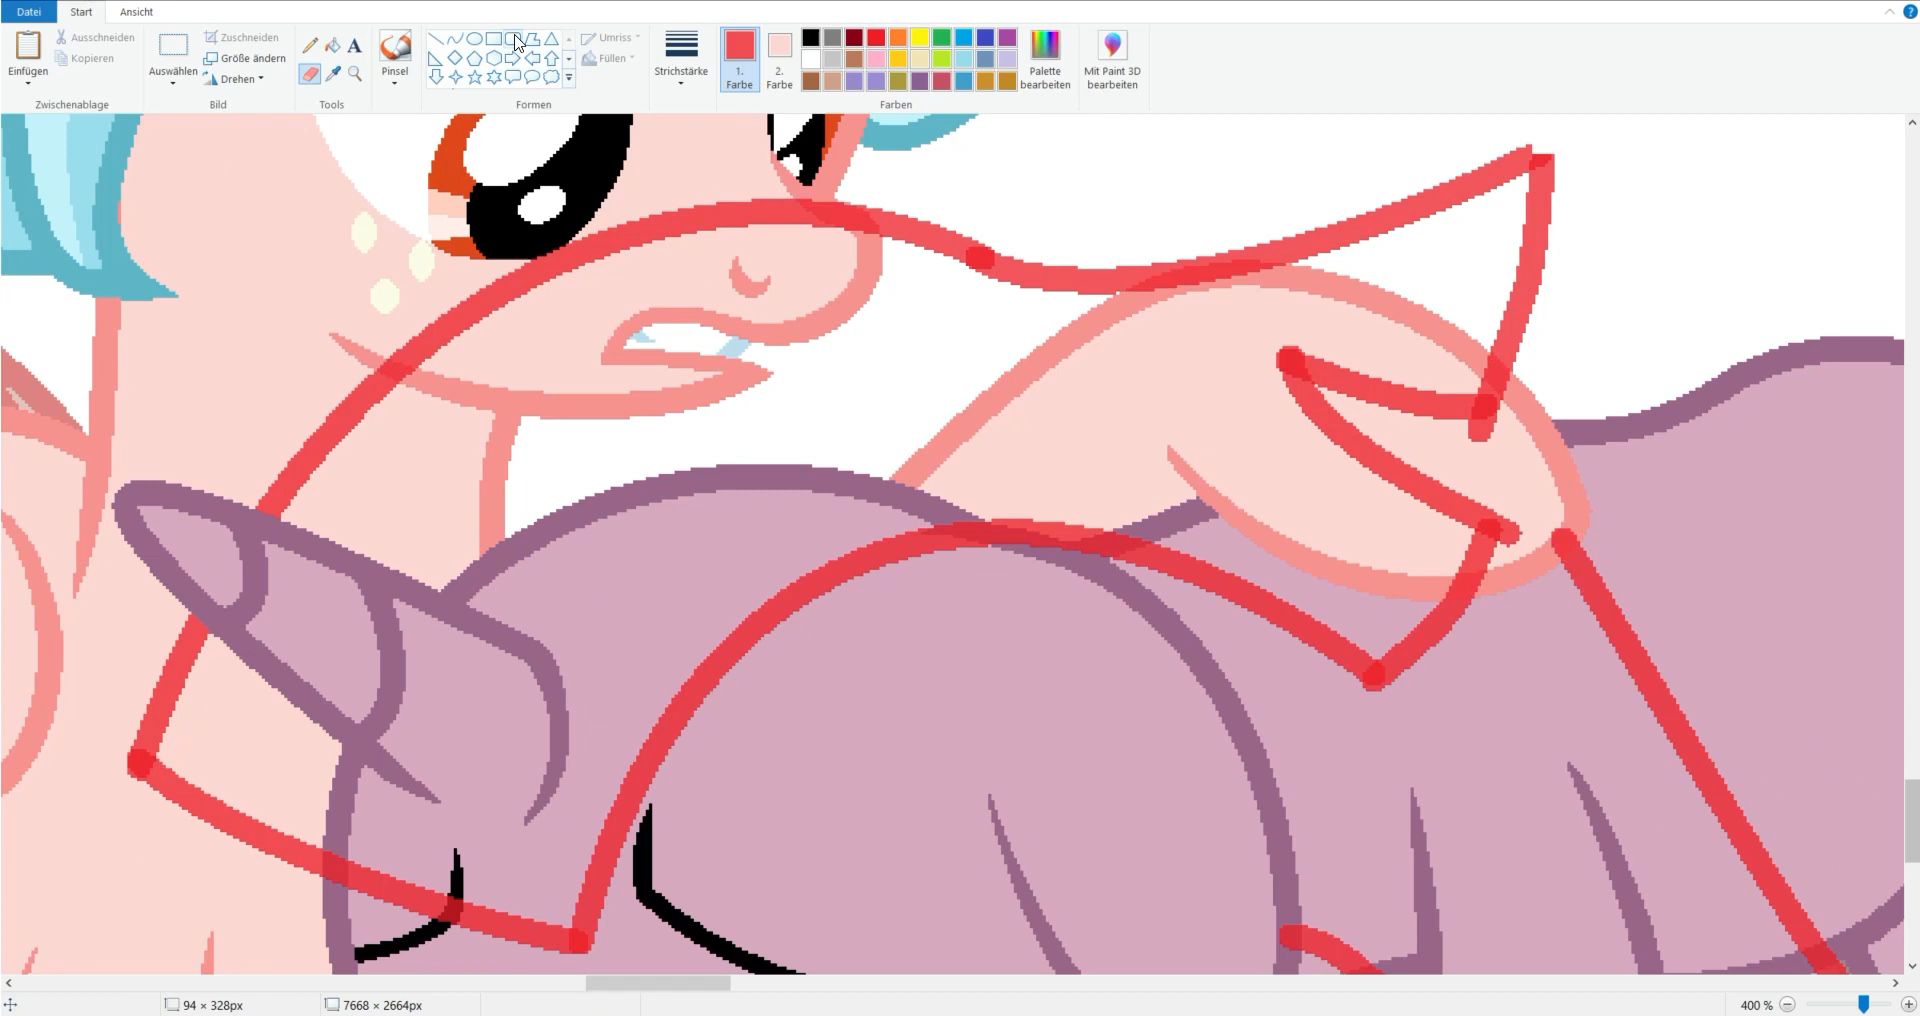 Datei Start Ansicht
Einfügen
Ausschneiden
Kopieren
Zwischenablage
Auswählen
Zuschneiden
Größe ändern
Drehen
Bild
A
Tools
Pinsel
Formen
Umriss
Füllen
Strichstärke
1.
Farbe
2.
Farbe
Farben
Palette
bearbeiten
Mit Paint 3D
bearbeiten
?
94 × 328px
7668 × 2664px
400 %